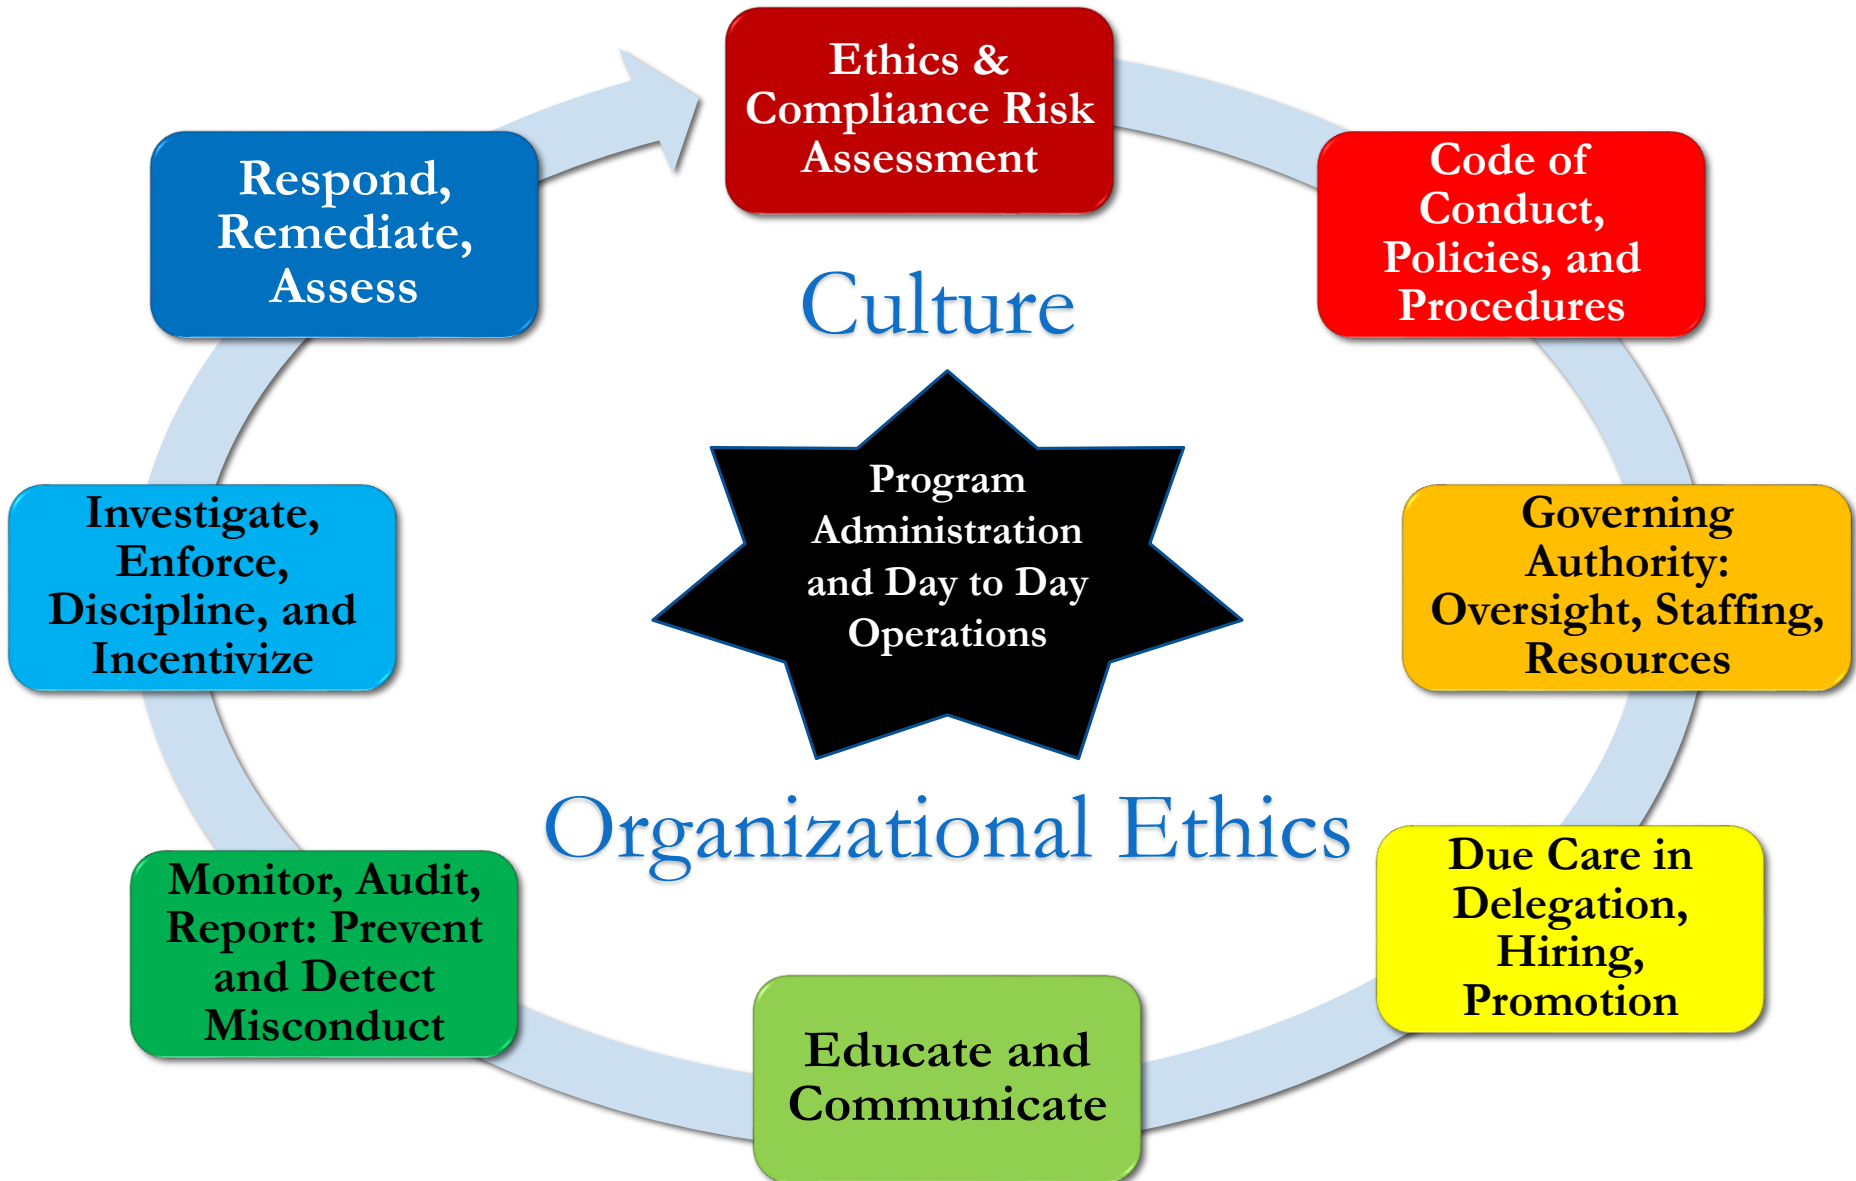 Ethics &
Compliance Risk
Assessment
Code of
Conduct,
Policies, and
Procedures
Governing
Authority:
Oversight, Staffing,
Resources
Due Care in
Delegation,
Hiring,
Promotion
Educate and
Communicate
Monitor, Audit,
Report: Prevent
and Detect
Misconduct
Investigate,
Enforce,
Discipline, and
Incentivize
Respond,
Remediate,
Assess
Culture
Program
Administration
and Day to Day
Operations
Organizational Ethics